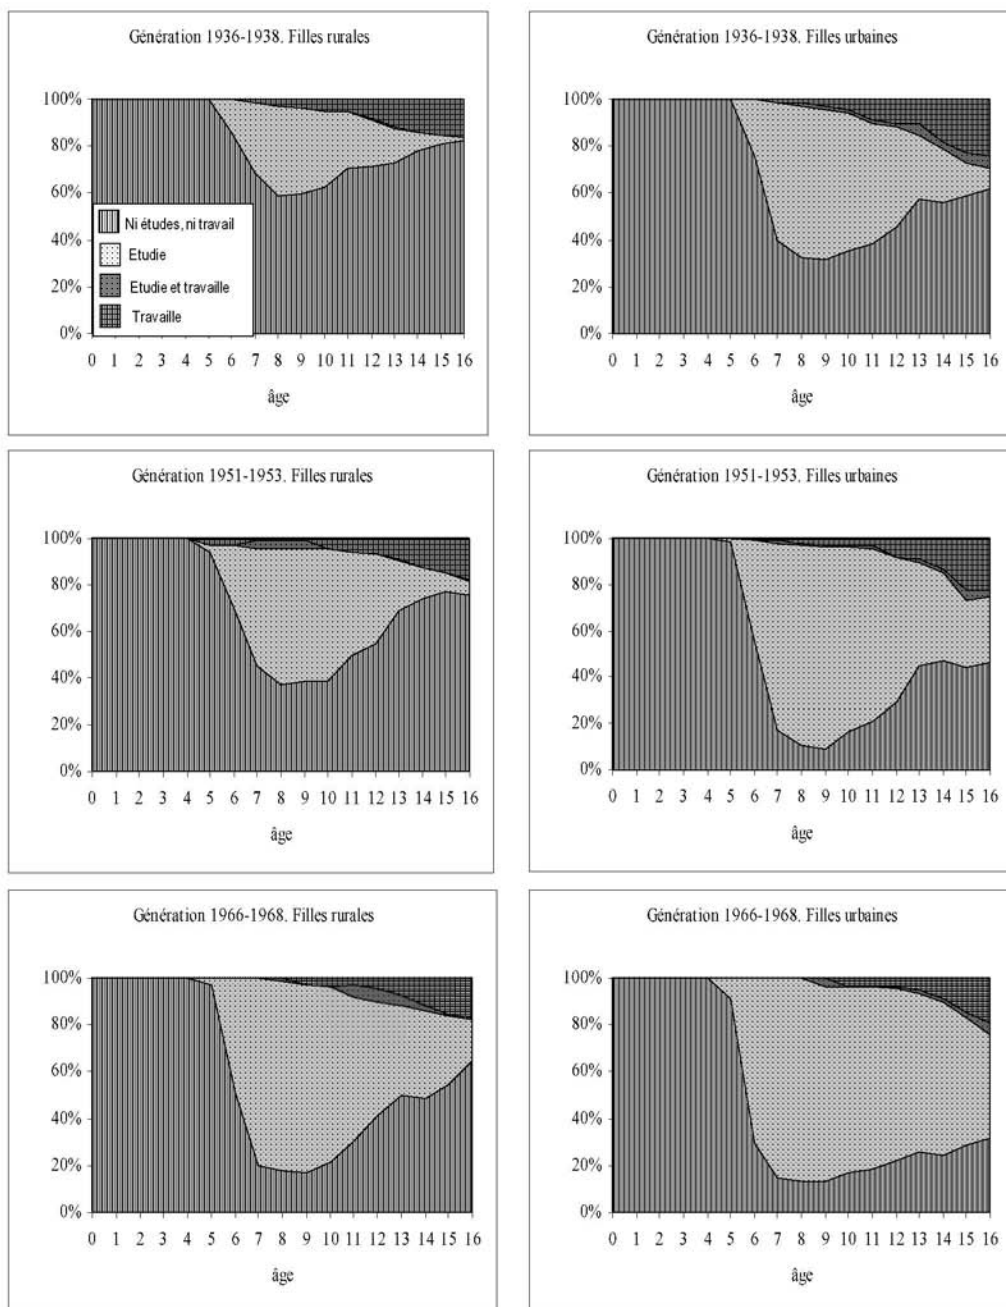 Génération 1936-1938. Filles rurales
100%
80%
60%
40%
20%
0%
Ni études, ni travail
Etudie
Etudie et travaille
Travaille
0 1 2 3 4 5 6 7 8 9 10 11 12 13 14 15 16
âge
Génération 1936-1938. Filles urbaines
100%
80%
60%
40%
20%
0%
0 1 2 3 4 5 6 7 8 9 10 11 12 13 14 15 16
âge
Génération 1951-1953. Filles rurales
100%
80%
60%
40%
20%
0%
0 1 2 3 4 5 6 7 8 9 10 11 12 13 14 15 16
âge
Génération 1951-1953. Filles urbaines
100%
80%
60%
40%
20%
0%
0 1 2 3 4 5 6 7 8 9 10 11 12 13 14 15 16
âge
Génération 1966-1968. Filles rurales
100%
80%
60%
40%
20%
0%
0 1 2 3 4 5 6 7 8 9 10 11 12 13 14 15 16
âge
Génération 1966-1968. Filles urbaines
100%
80%
60%
40%
20%
0%
0 1 2 3 4 5 6 7 8 9 10 11 12 13 14 15 16
âge